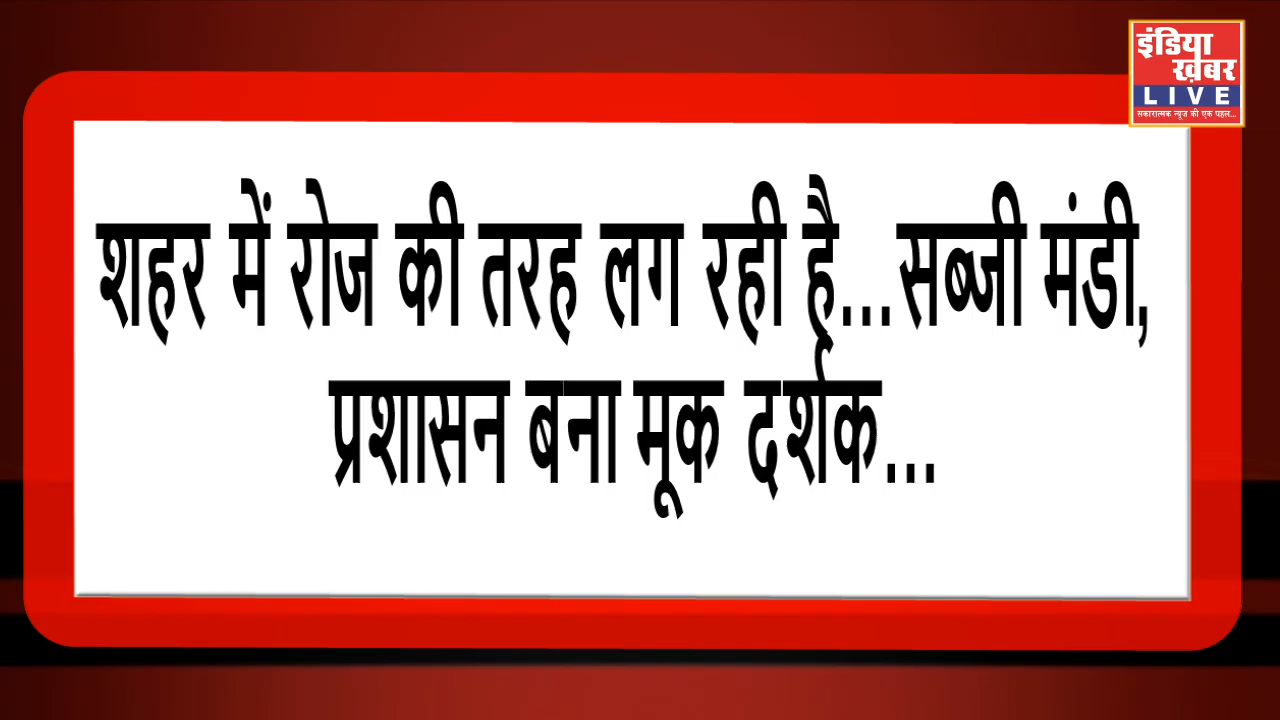 इंडिया
ख़बर
LIVE
सकारात्मक न्यूज़ की एक पहल...
शहर में रोज की तरह लग रही है...सब्जी मंडी,
प्रशासन बना मूक दर्शक...